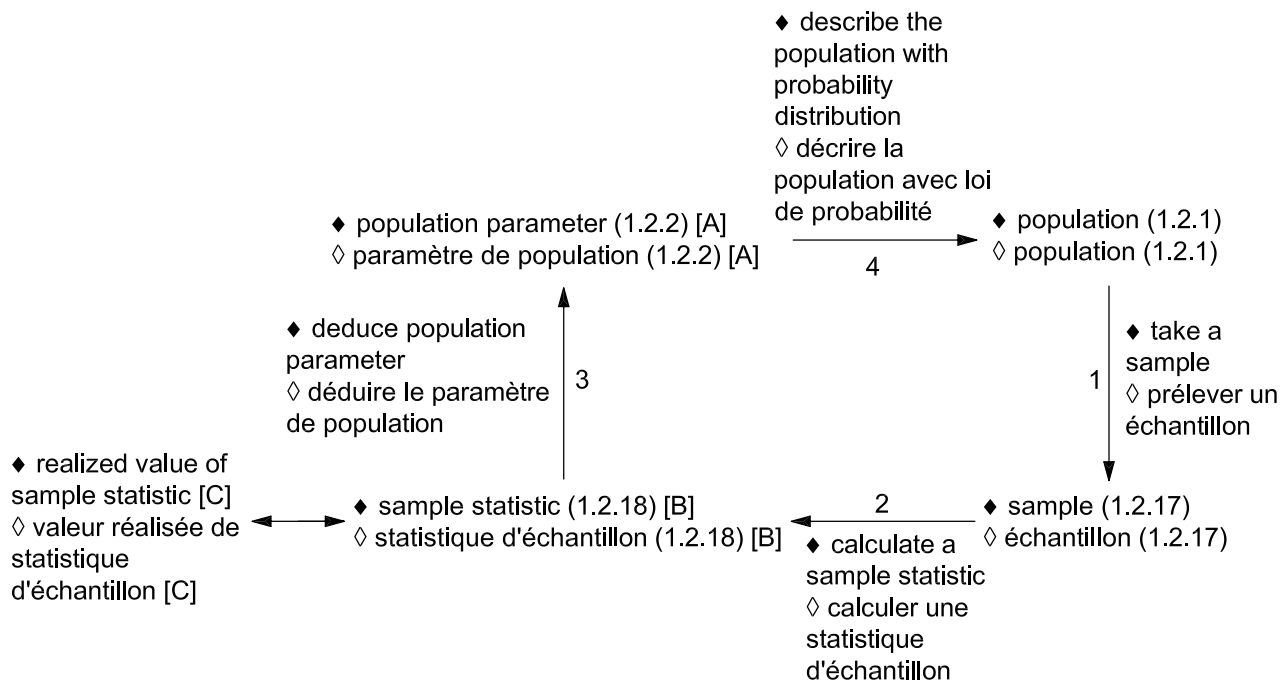 ♦ describe the
population with
probability
distribution
◊ décrire la
population avec loi
de probabilité
♦ population parameter (1.2.2) [A]
◊ paramètre de population (1.2.2) [A]
4
♦ population (1.2.1)
◊ population (1.2.1)
♦ deduce population
parameter
◊ déduire le paramètre
de population
3
1
♦ take a
sample
◊ prélever un
échantillon
♦ realized value of
sample statistic [C]
◊ valeur réalisée de
statistique
d'échantillon [C]
♦ sample statistic (1.2.18) [B]
◊ statistique d'échantillon (1.2.18) [B]
2
♦ calculate a
sample statistic
◊ calculer une
statistique
d'échantillon
♦ sample (1.2.17)
◊ échantillon (1.2.17)